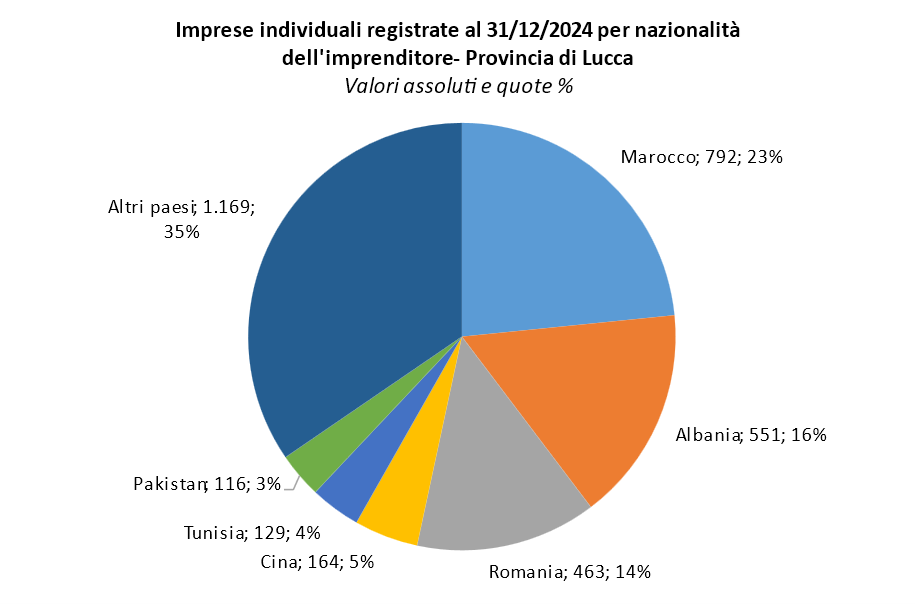 Imprese individuali registrate al 31/12/2024 per nazionalità
dell'imprenditore- Provincia di Lucca
Valori assoluti e quote %
Marocco; 792; 23%
Altri paesi; 1.169;
35%
Albania; 551; 16%
Pakistan; 116; 3%
Tunisia; 129; 4%
Cina; 164; 5%
Romania; 463; 14%